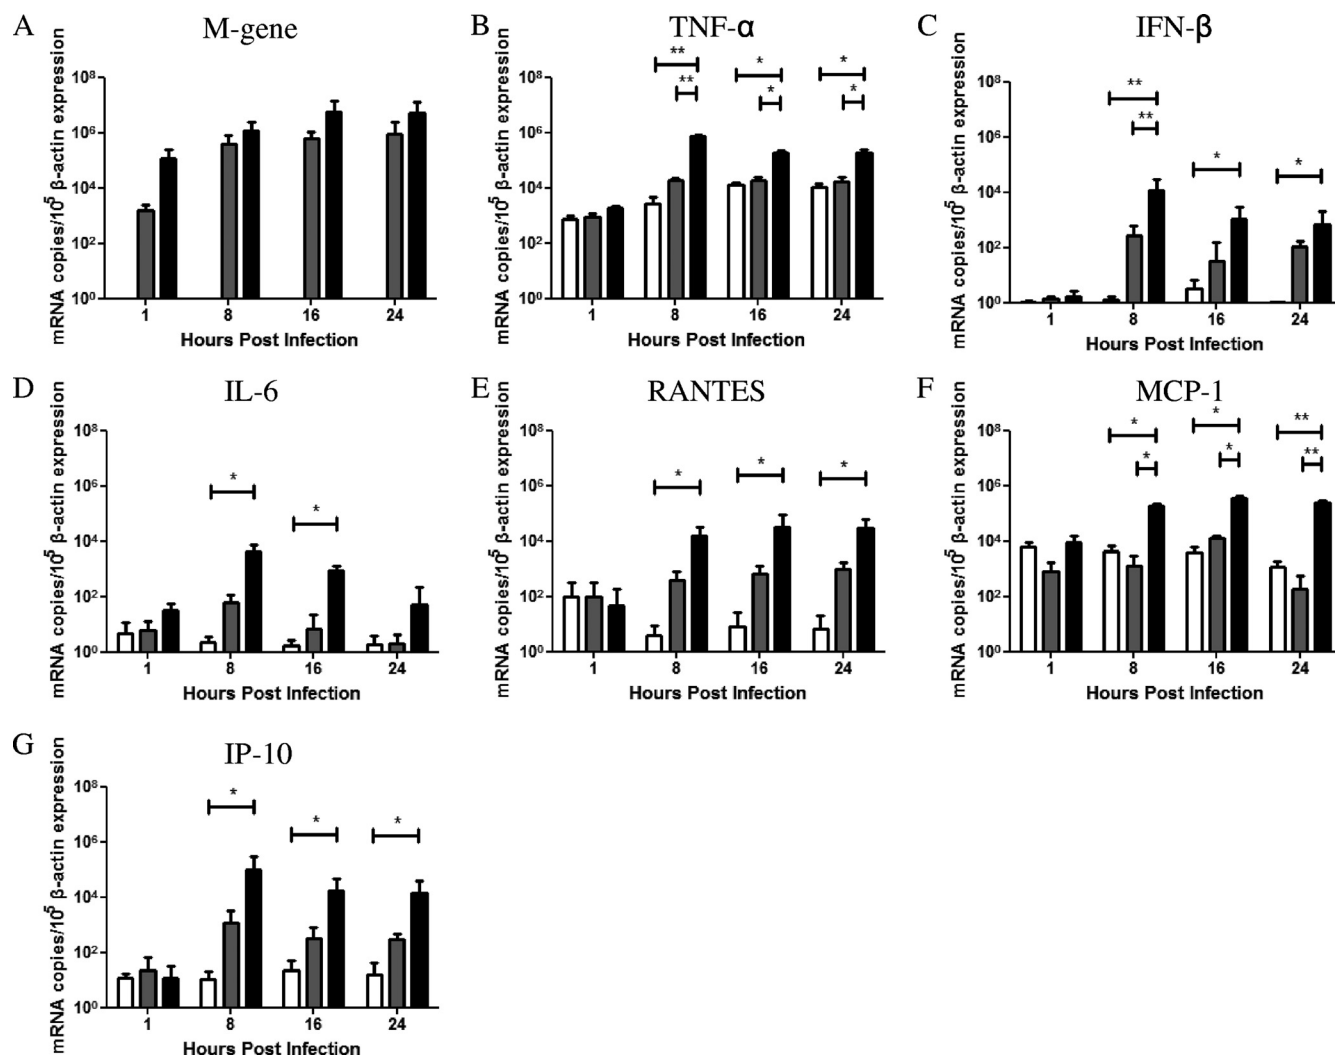 A M-gene
mRNA copies/10⁵ β-actin expression
10⁸
10⁶
10⁴
10²
10⁰
1 8 16 24
Hours Post Infection
B TNF-α
mRNA copies/10⁵ β-actin expression
10⁸
10⁶
10⁴
10²
10⁰
** * *
** * *
1 8 16 24
Hours Post Infection
C IFN-β
mRNA copies/10⁵ β-actin expression
10⁸
10⁶
10⁴
10²
10⁰
**
**
* *
1 8 16 24
Hours Post Infection
D IL-6
mRNA copies/10⁵ β-actin expression
10⁸
10⁶
10⁴
10²
10⁰
* *
1 8 16 24
Hours Post Infection
E RANTES
mRNA copies/10⁵ β-actin expression
10⁸
10⁶
10⁴
10²
10⁰
* * *
1 8 16 24
Hours Post Infection
F MCP-1
mRNA copies/10⁵ β-actin expression
10⁸
10⁶
10⁴
10²
10⁰
* * **
* * **
1 8 16 24
Hours Post Infection
G IP-10
mRNA copies/10⁵ β-actin expression
10⁸
10⁶
10⁴
10²
10⁰
* * *
1 8 16 24
Hours Post Infection